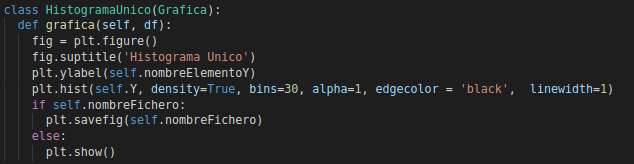 class HistogramaUnico(Grafica):
  def grafica(self, df):
    fig = plt.figure()
    fig.suptitle('Histograma Unico')
    plt.ylabel(self.nombreElementoY)
    plt.hist(self.Y, density=True, bins=30, alpha=1, edgecolor = 'black',  linewidth=1)
    if self.nombreFichero:
      plt.savefig(self.nombreFichero)
    else:
      plt.show()